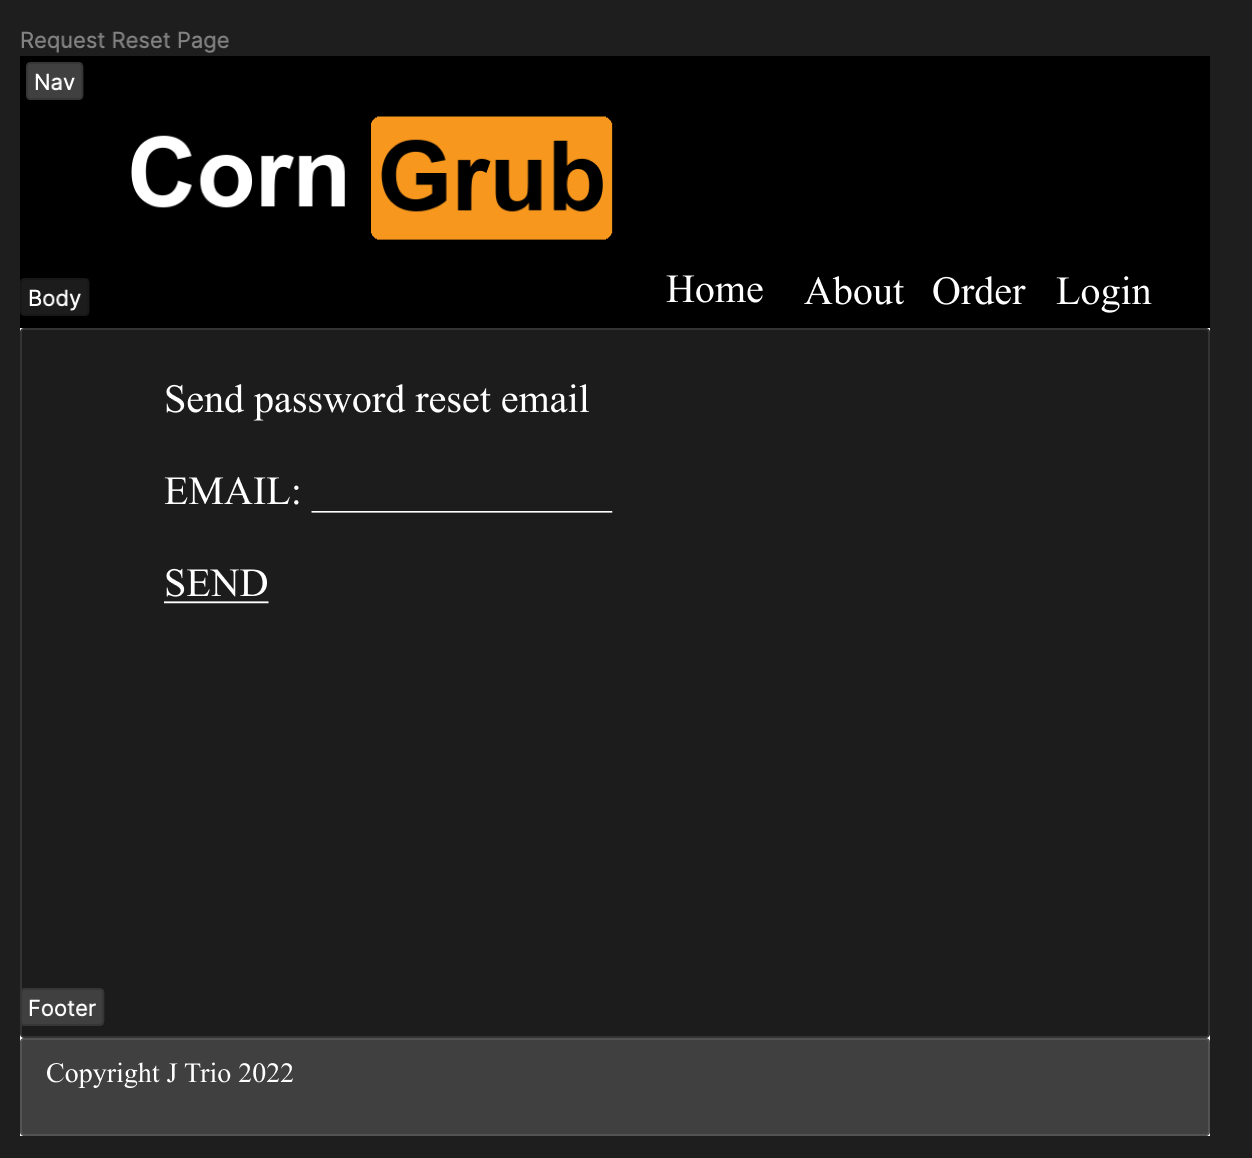 Request Reset Page
Nav
Corn Grub
Body
Home About Order Login
Send password reset email
EMAIL: _______________
SEND
Footer
Copyright J Trio 2022